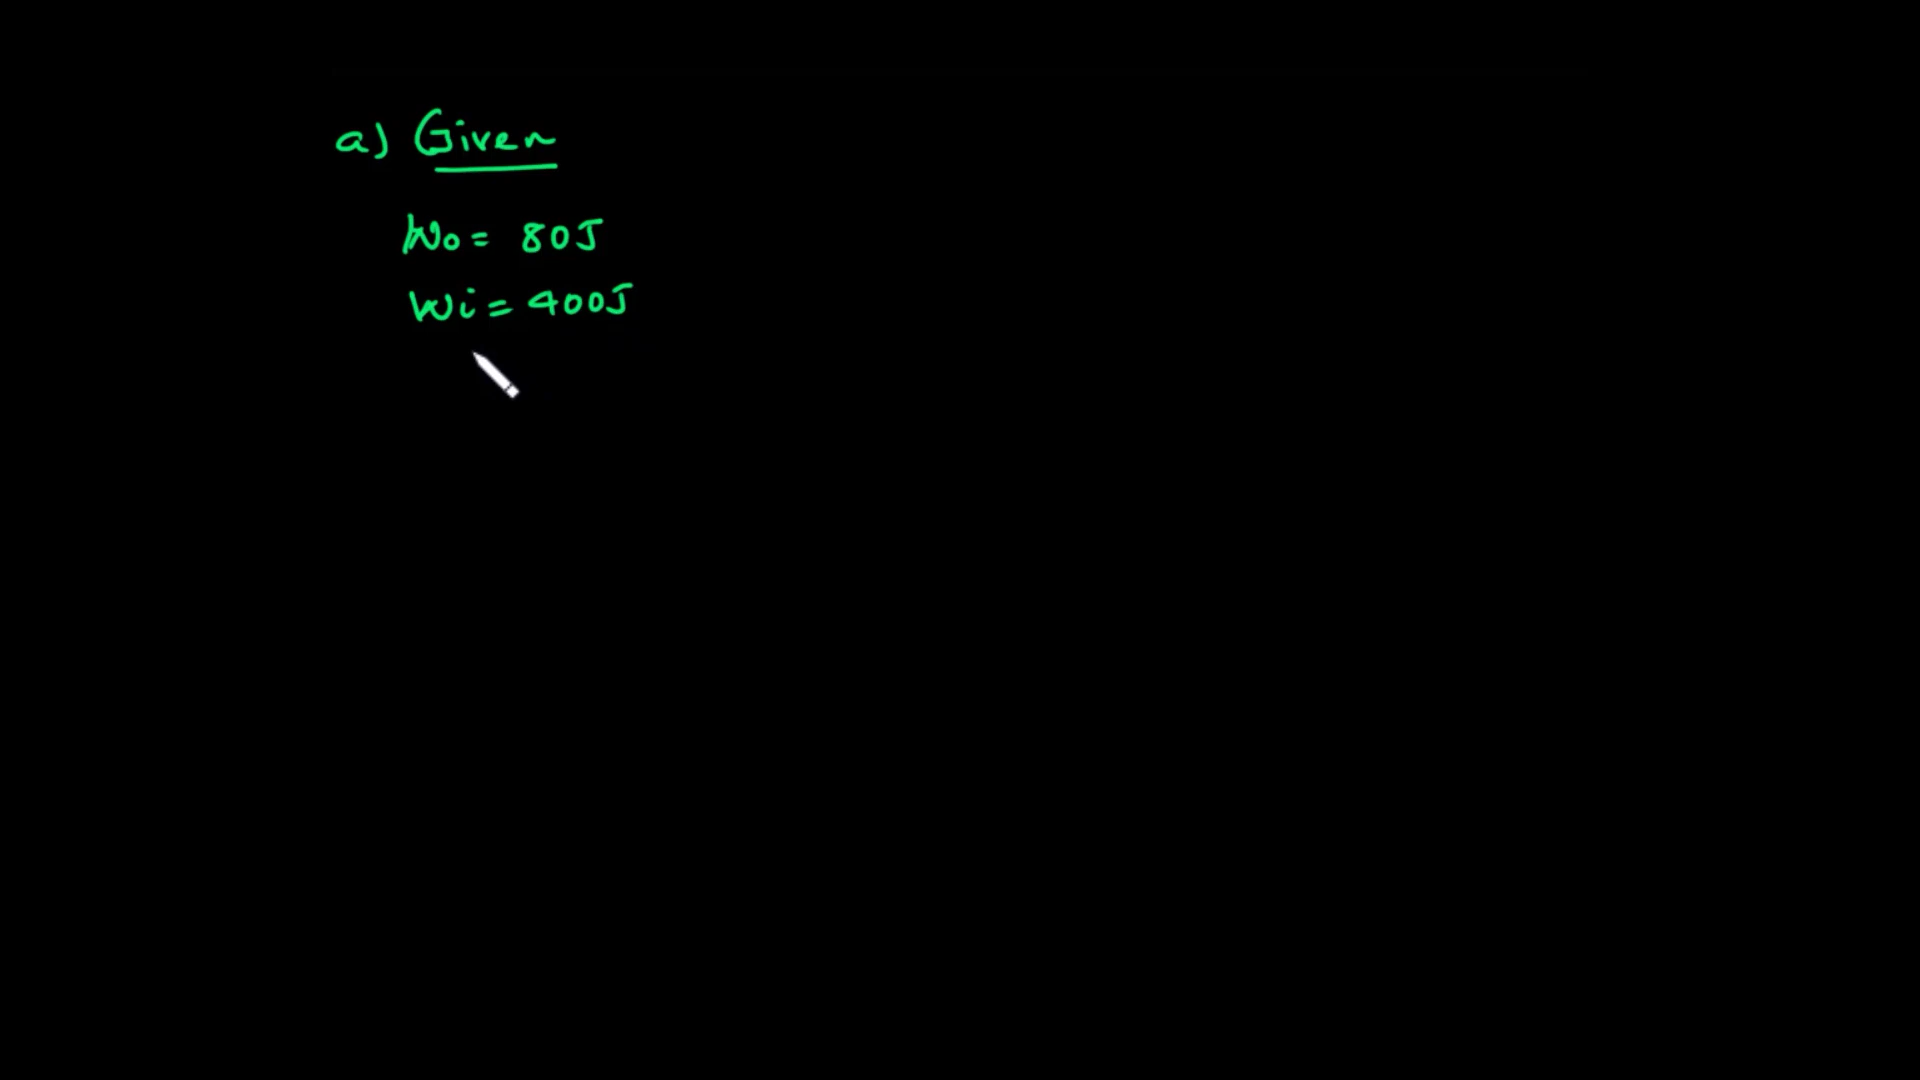 a) Given
Wo = 80J
Wi = 400J